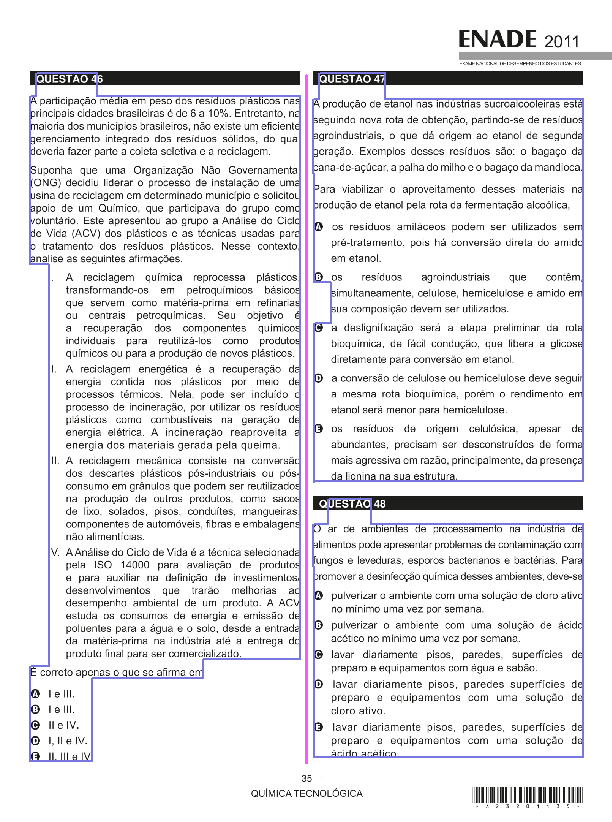 ENADE 2011
EXAME NACIONAL DE DESEMPENHO DOS ESTUDANTES
QUESTÃO 46
A participação média em peso dos resíduos plásticos nas
principais cidades brasileiras é de 6 a 10%. Entretanto, na
maioria dos municípios brasileiros, não existe um eficiente
gerenciamento integrado dos resíduos sólidos, do qua
deveria fazer parte a coleta seletiva e a reciclagem.
Suponha que uma Organização Não Governamenta
(ONG) decidiu liderar o processo de instalação de uma
usina de reciclagem em determinado município e solicitou
apoio de um Químico, que participava do grupo como
voluntário. Este apresentou ao grupo a Análise do Ciclo
de Vida (ACV) dos plásticos e as técnicas usadas para
o tratamento dos resíduos plásticos. Nesse contexto,
analise as seguintes afirmações.
. A reciclagem química reprocessa plásticos,
transformando-os em petroquímicos básicos
que servem como matéria-prima em refinarias
ou centrais petroquímicas. Seu objetivo é
a recuperação dos componentes químicos
individuais para reutilizá-los como produtos
químicos ou para a produção de novos plásticos.
I. A reciclagem energética é a recuperação da
energia contida nos plásticos por meio de
processos térmicos. Nela, pode ser incluído o
processo de incineração, por utilizar os resíduos
plásticos como combustíveis na geração de
energia elétrica. A incineração reaproveita a
energia dos materiais gerada pela queima.
II. A reciclagem mecânica consiste na conversão
dos descartes plásticos pós-industriais ou pós-
consumo em grânulos que podem ser reutilizados
na produção de outros produtos, como sacos
de lixo, solados, pisos, conduítes, mangueiras,
componentes de automóveis, fibras e embalagens
não alimentícias.
V. A Análise do Ciclo de Vida é a técnica selecionada
pela ISO 14000 para avaliação de produtos
e para auxiliar na definição de investimentos/
desenvolvimentos que trarão melhorias ao
desempenho ambiental de um produto. A ACV
estuda os consumos de energia e emissão de
poluentes para a água e o solo, desde a entrada
da matéria-prima na indústria até a entrega do
produto final para ser comercializado.
É correto apenas o que se afirma em
A I e III.
B I e III.
C II e IV.
D I, II e IV.
E II, III e IV
QUESTÃO 47
A produção de etanol nas indústrias sucroalcooleiras está
seguindo nova rota de obtenção, partindo-se de resíduos
agroindustriais, o que dá origem ao etanol de segunda
geração. Exemplos desses resíduos são: o bagaço da
cana-de-açúcar, a palha do milho e o bagaço da mandioca.
Para viabilizar o aproveitamento desses materiais na
produção de etanol pela rota da fermentação alcoólica,
A os resíduos amiláceos podem ser utilizados sem
pré-tratamento, pois há conversão direta do amido
em etanol.
B os resíduos agroindustriais que contêm,
simultaneamente, celulose, hemicelulose e amido em
sua composição devem ser utilizados.
C a deslignificação será a etapa preliminar da rota
bioquímica, de fácil condução, que libera a glicose
diretamente para conversão em etanol.
D a conversão de celulose ou hemicelulose deve seguir
a mesma rota bioquímica, porém o rendimento em
etanol será menor para hemicelulose.
E os resíduos de origem celulósica, apesar de
abundantes, precisam ser desconstruídos de forma
mais agressiva em razão, principalmente, da presença
da lignina na sua estrutura.
QUESTÃO 48
O ar de ambientes de processamento na indústria de
alimentos pode apresentar problemas de contaminação com
fungos e leveduras, esporos bacterianos e bactérias. Para
promover a desinfecção química desses ambientes, deve-se
A pulverizar o ambiente com uma solução de cloro ativo
no mínimo uma vez por semana.
B pulverizar o ambiente com uma solução de ácido
acético no mínimo uma vez por semana.
C lavar diariamente pisos, paredes, superfícies de
preparo e equipamentos com água e sabão.
D lavar diariamente pisos, paredes, superfícies de
preparo e equipamentos com uma solução de
cloro ativo.
E lavar diariamente pisos, paredes, superfícies de
preparo e equipamentos com uma solução de
ácido acético.
35
QUÍMICA TECNOLÓGICA